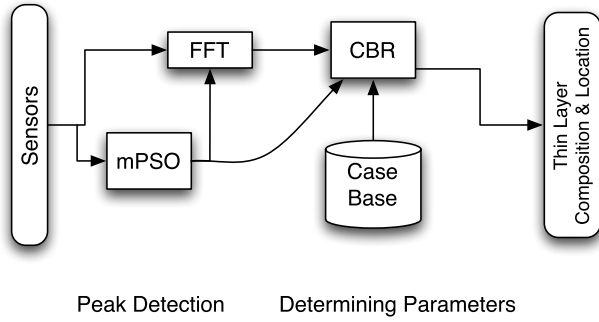 Sensors
FFT
mPSO
CBR
Case
Base
Thin Layer
Composition & Location
Peak Detection
Determining Parameters